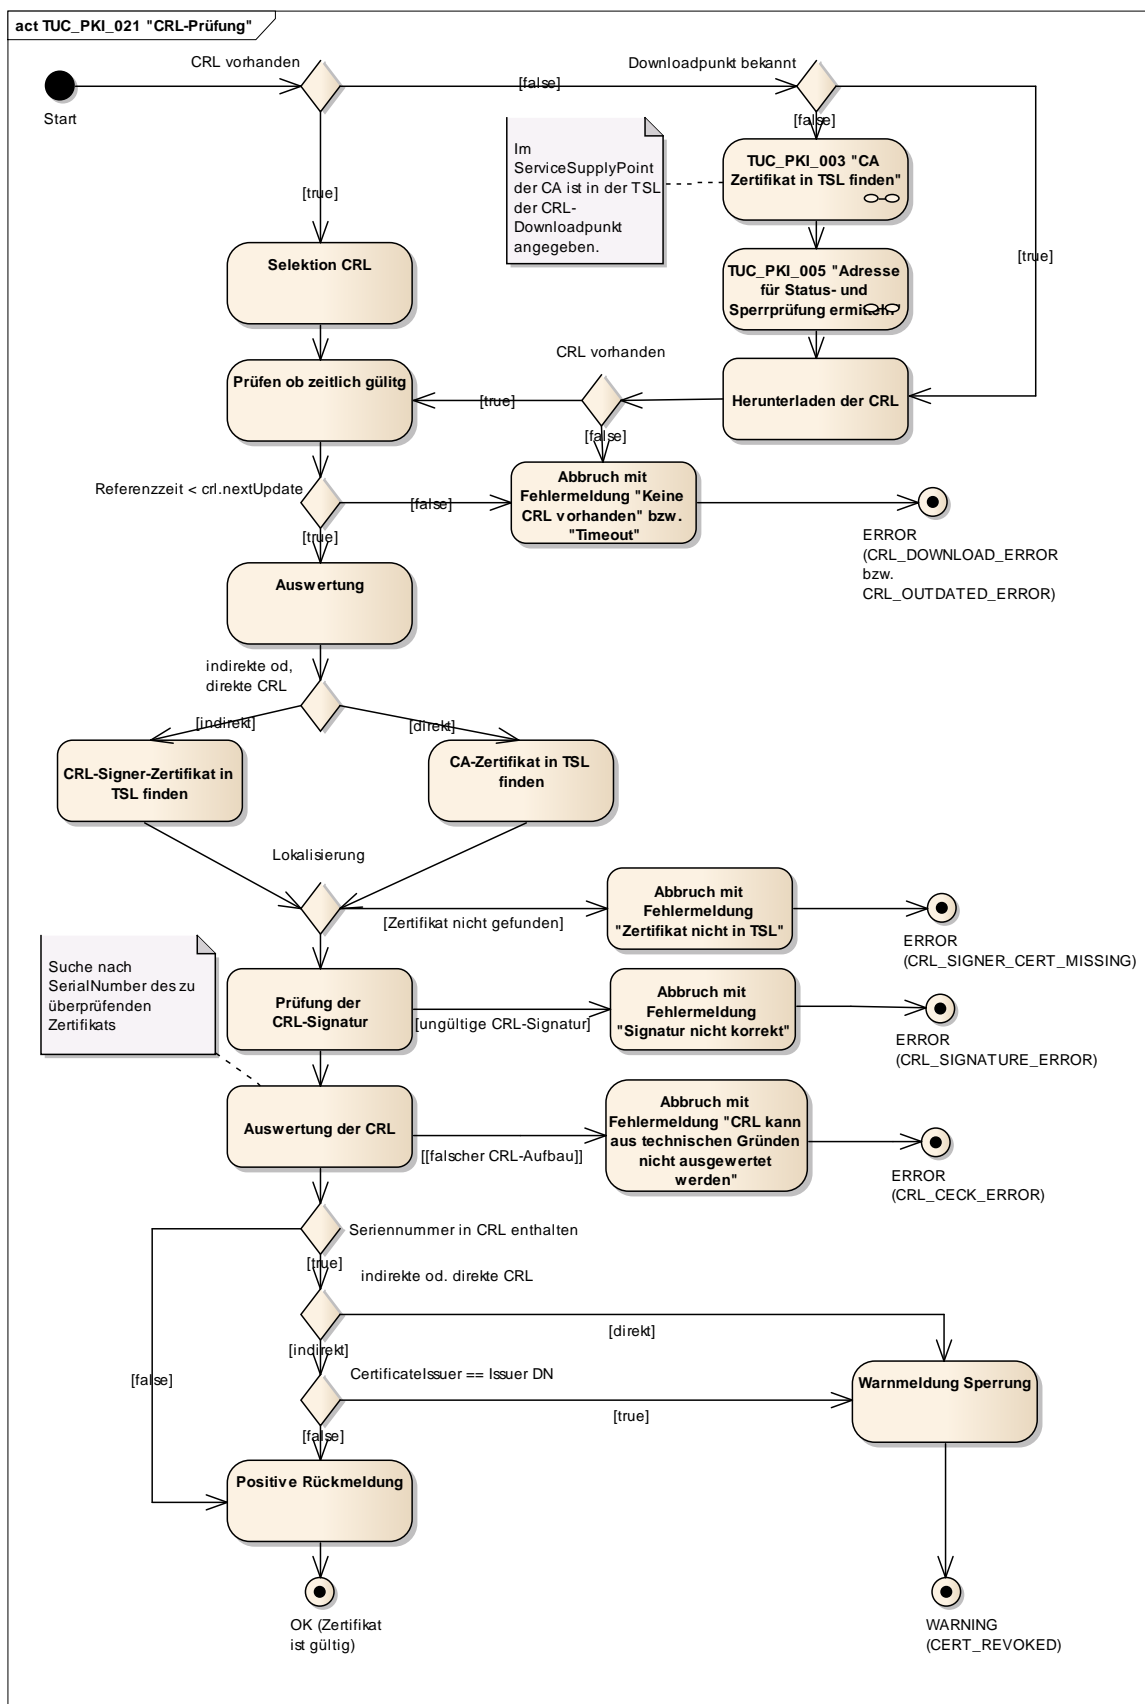 act TUC_PKI_021 "CRL-Prüfung"
CRL vorhanden
Downloadpunkt bekannt
[false]
Start
[false]
Im
ServiceSupplyPoint
der CA ist in der TSL
der CRL-
Downloadpunkt
angegeben.
TUC_PKI_003 "CA
Zertifikat in TSL finden"
[true]
Selektion CRL
TUC_PKI_005 "Adresse
für Status- und
Sperrprüfung ermitteln"
[true]
CRL vorhanden
Prüfen ob zeitlich gülitg
[true]
Herunterladen der CRL
[false]
Referenzzeit < crl.nextUpdate
[false]
Abbruch mit
Fehlermeldung "Keine
CRL vorhanden" bzw.
"Timeout"
[true]
ERROR
(CRL_DOWNLOAD_ERROR
bzw.
CRL_OUTDATED_ERROR)
Auswertung
indirekte od,
direkte CRL
[indirekt]
[direkt]
CRL-Signer-Zertifikat in
TSL finden
CA-Zertifikat in TSL
finden
Lokalisierung
[Zertifikat nicht gefunden]
Abbruch mit
Fehlermeldung
"Zertifikat nicht in TSL"
ERROR
(CRL_SIGNER_CERT_MISSING)
Suche nach
SerialNumber des zu
überprüfenden
Zertifikats
Prüfung der
CRL-Signatur
[ungültige CRL-Signatur]
Abbruch mit
Fehlermeldung
"Signatur nicht korrekt"
ERROR
(CRL_SIGNATURE_ERROR)
Auswertung der CRL
[[falscher CRL-Aufbau]]
Abbruch mit
Fehlermeldung "CRL kann
aus technischen Gründen
nicht ausgewertet
werden"
ERROR
(CRL_CECK_ERROR)
Seriennummer in CRL enthalten
[true]
indirekte od. direkte CRL
[direkt]
[indirekt]
[false]
CertificateIssuer == Issuer DN
[true]
Warnmeldung Sperrung
[false]
Positive Rückmeldung
OK (Zertifikat
ist gültig)
WARNING
(CERT_REVOKED)